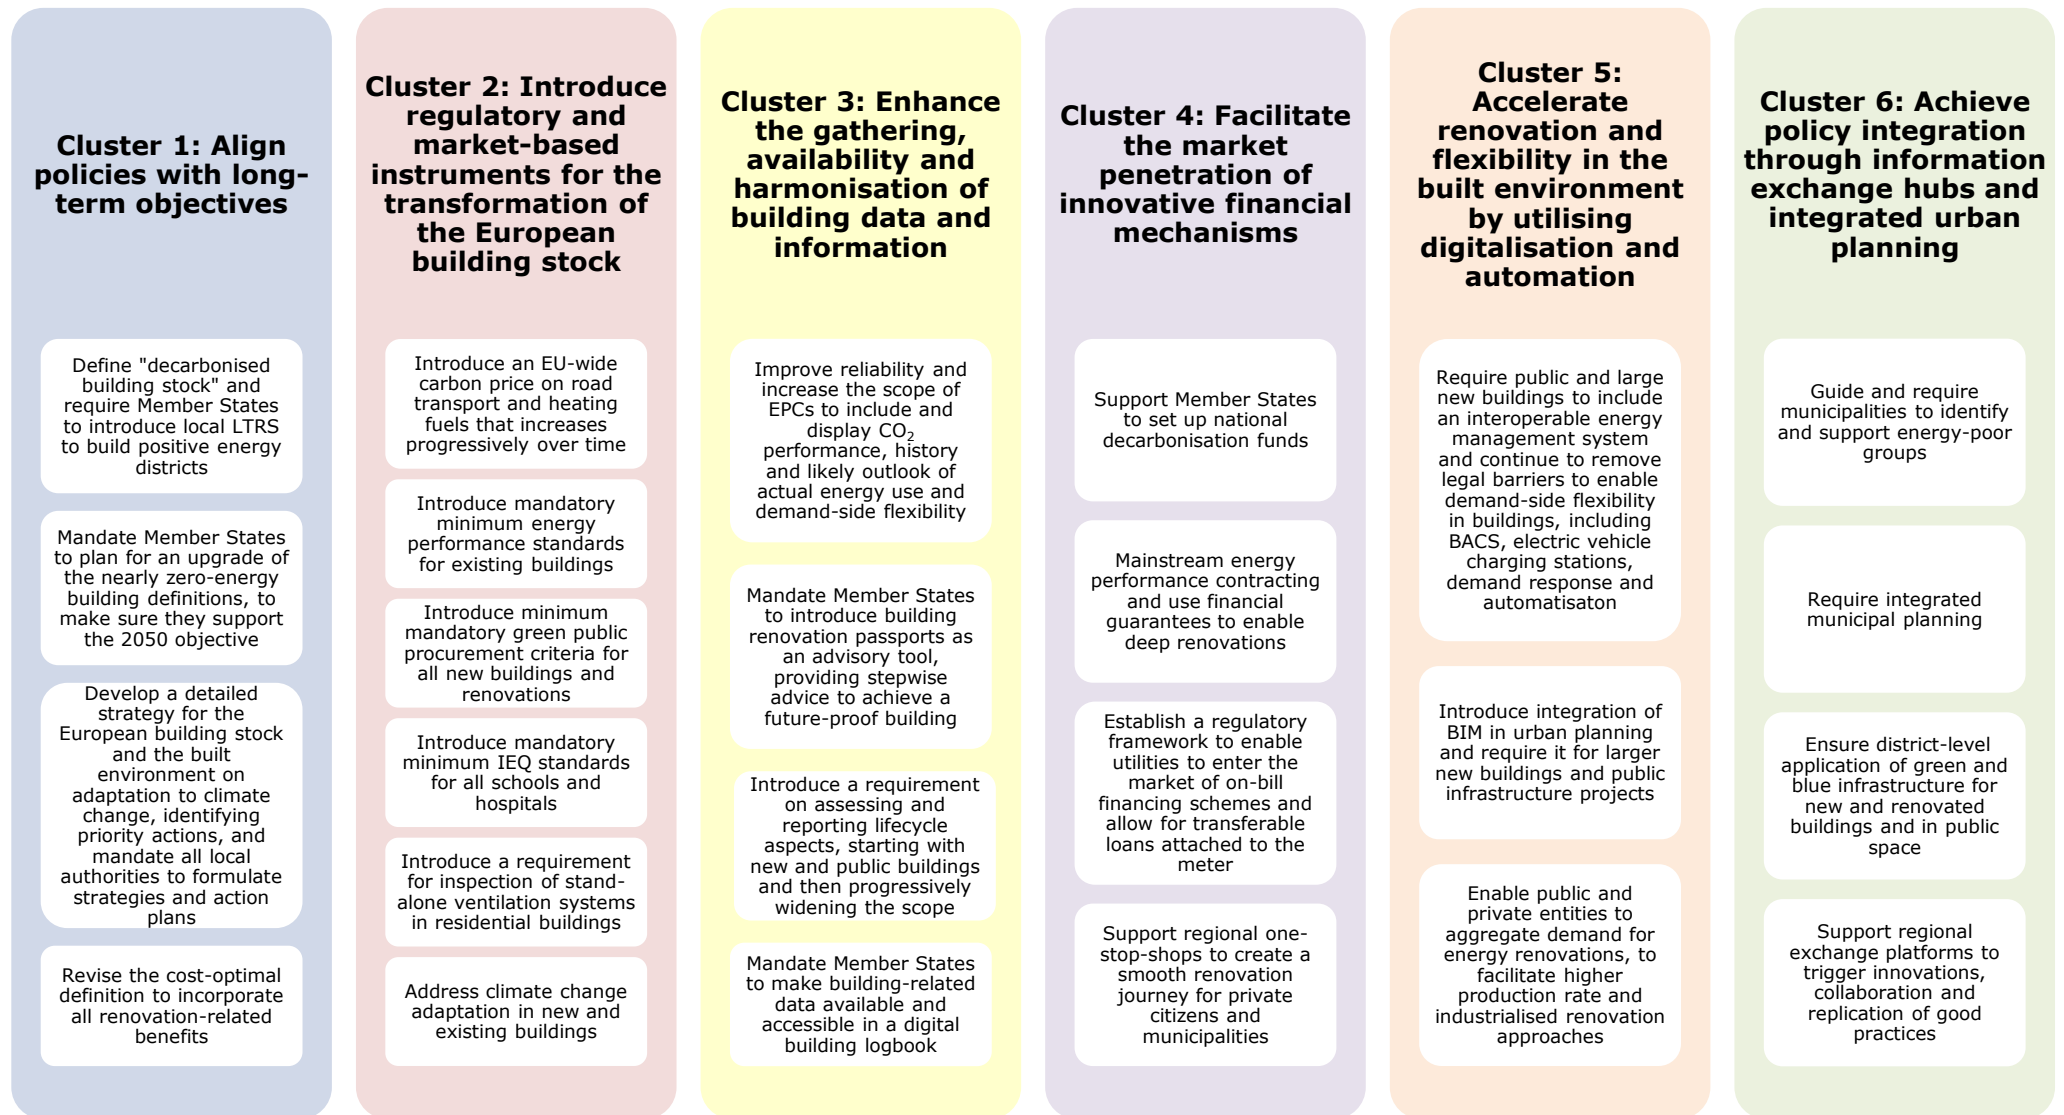 Cluster 1: Align
policies with long-
term objectives
Define "decarbonised
building stock" and
require Member States
to introduce local LTRS
to build positive energy
districts
Mandate Member States
to plan for an upgrade of
the nearly zero-energy
building definitions, to
make sure they support
the 2050 objective
Develop a detailed
strategy for the
European building stock
and the built
environment on
adaptation to climate
change, identifying
priority actions, and
mandate all local
authorities to formulate
strategies and action
plans
Revise the cost-optimal
definition to incorporate
all renovation-related
benefits
Cluster 2: Introduce
regulatory and
market-based
instruments for the
transformation of
the European
building stock
Introduce an EU-wide
carbon price on road
transport and heating
fuels that increases
progressively over time
Introduce mandatory
minimum energy
performance standards
for existing buildings
Introduce minimum
mandatory green public
procurement criteria for
all new buildings and
renovations
Introduce mandatory
minimum IEQ standards
for all schools and
hospitals
Introduce a requirement
for inspection of stand-
alone ventilation systems
in residential buildings
Address climate change
adaptation in new and
existing buildings
Cluster 3: Enhance
the gathering,
availability and
harmonisation of
building data and
information
Improve reliability and
increase the scope of
EPCs to include and
display CO₂
performance, history
and likely outlook of
actual energy use and
demand-side flexibility
Mandate Member States
to introduce building
renovation passports as
an advisory tool,
providing stepwise
advice to achieve a
future-proof building
Introduce a requirement
on assessing and
reporting lifecycle
aspects, starting with
new and public buildings
and then progressively
widening the scope
Mandate Member States
to make building-related
data available and
accessible in a digital
building logbook
Cluster 4: Facilitate
the market
penetration of
innovative financial
mechanisms
Support Member States
to set up national
decarbonisation funds
Mainstream energy
performance contracting
and use financial
guarantees to enable
deep renovations
Establish a regulatory
framework to enable
utilities to enter the
market of on-bill
financing schemes and
allow for transferable
loans attached to the
meter
Support regional one-
stop-shops to create a
smooth renovation
journey for private
citizens and
municipalities
Cluster 5:
Accelerate
renovation and
flexibility in the
built environment
by utilising
digitalisation and
automation
Require public and large
new buildings to include
an interoperable energy
management system
and continue to remove
legal barriers to enable
demand-side flexibility
in buildings, including
BACS, electric vehicle
charging stations,
demand response and
automatisaton
Introduce integration of
BIM in urban planning
and require it for larger
new buildings and public
infrastructure projects
Enable public and
private entities to
aggregate demand for
energy renovations, to
facilitate higher
production rate and
industrialised renovation
approaches
Cluster 6: Achieve
policy integration
through information
exchange hubs and
integrated urban
planning
Guide and require
municipalities to identify
and support energy-poor
groups
Require integrated
municipal planning
Ensure district-level
application of green and
blue infrastructure for
new and renovated
buildings and in public
space
Support regional
exchange platforms to
trigger innovations,
collaboration and
replication of good
practices